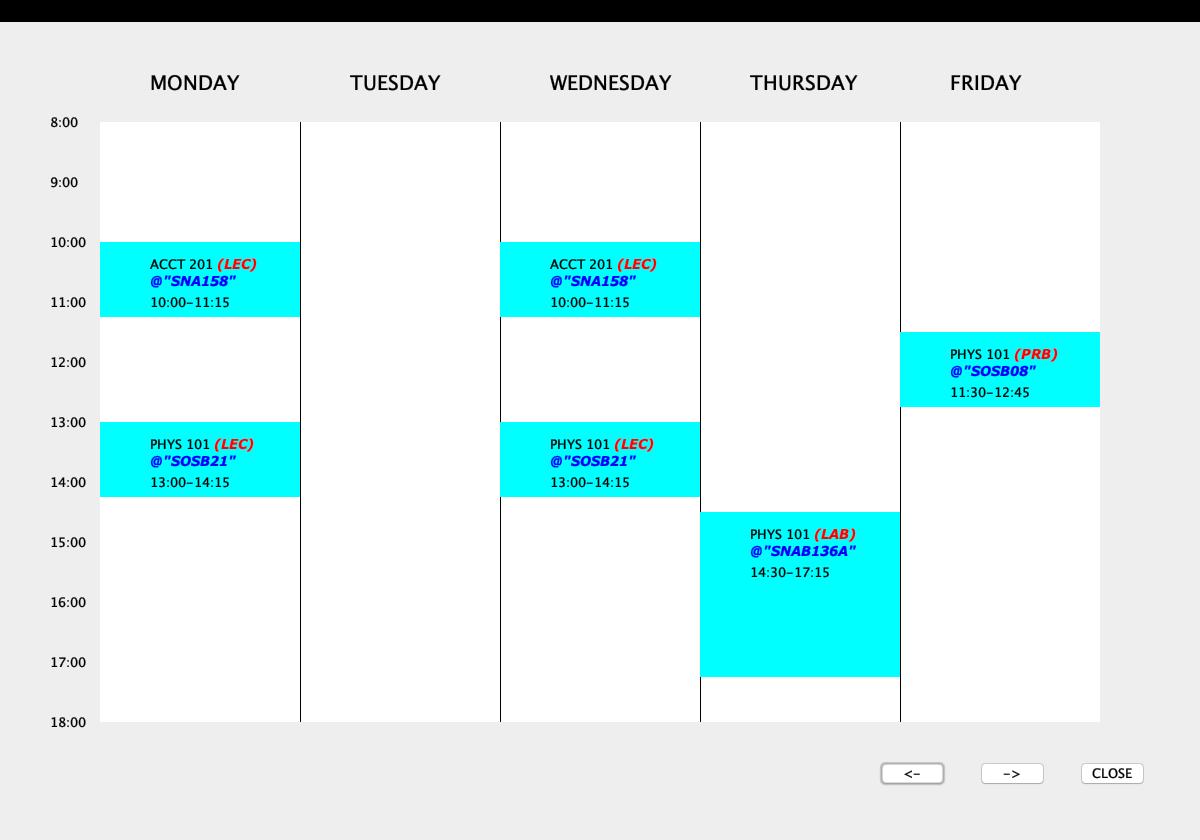 MONDAY TUESDAY WEDNESDAY THURSDAY FRIDAY
8:00
9:00
10:00
ACCT 201 (LEC)
@"SNA158"
10:00-11:15
ACCT 201 (LEC)
@"SNA158"
10:00-11:15
11:00
PHYS 101 (PRB)
@"SOSB08"
11:30-12:45
12:00
13:00
PHYS 101 (LEC)
@"SOSB21"
13:00-14:15
PHYS 101 (LEC)
@"SOSB21"
13:00-14:15
14:00
PHYS 101 (LAB)
@"SNAB136A"
14:30-17:15
15:00
16:00
17:00
18:00
<- -> CLOSE